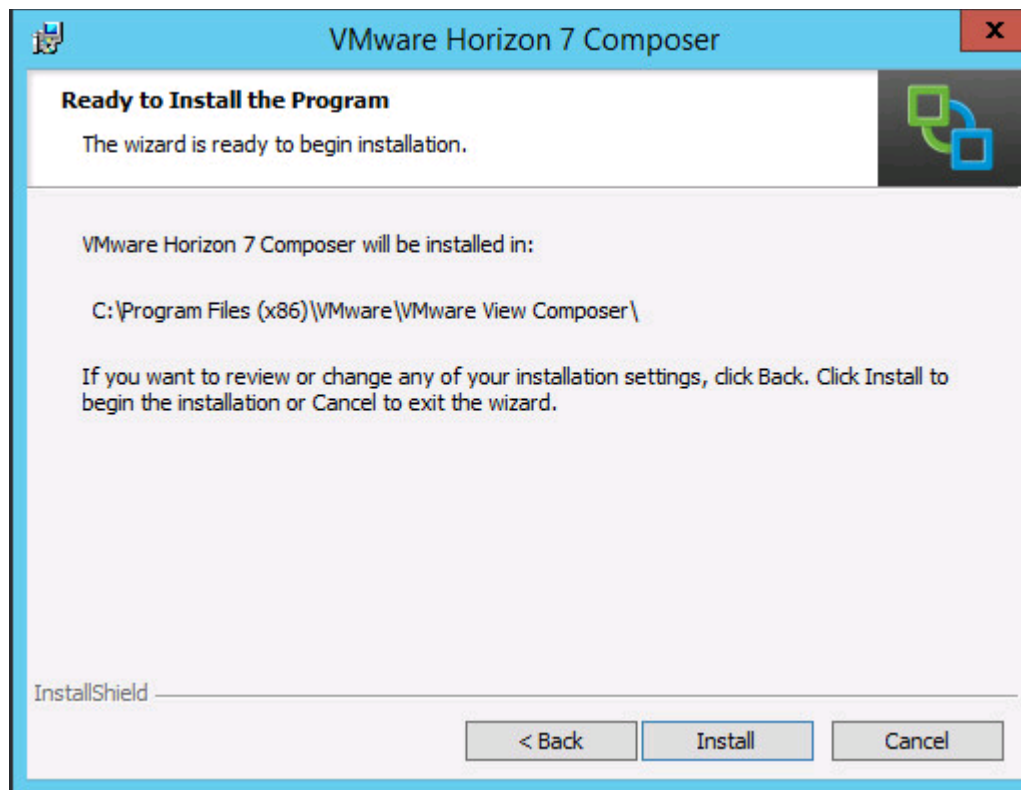 VMware Horizon 7 Composer
x
Ready to Install the Program
The wizard is ready to begin installation.
VMware Horizon 7 Composer will be installed in:
C:\Program Files (x86)\VMware\VMware View Composer\
If you want to review or change any of your installation settings, click Back. Click Install to
begin the installation or Cancel to exit the wizard.
InstallShield
< Back
Install
Cancel